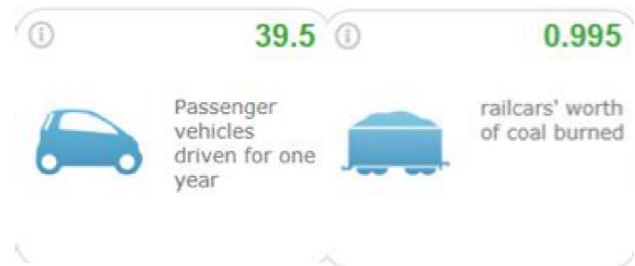 39.5
Passenger
vehicles
driven for one
year
0.995
railcars' worth
of coal burned